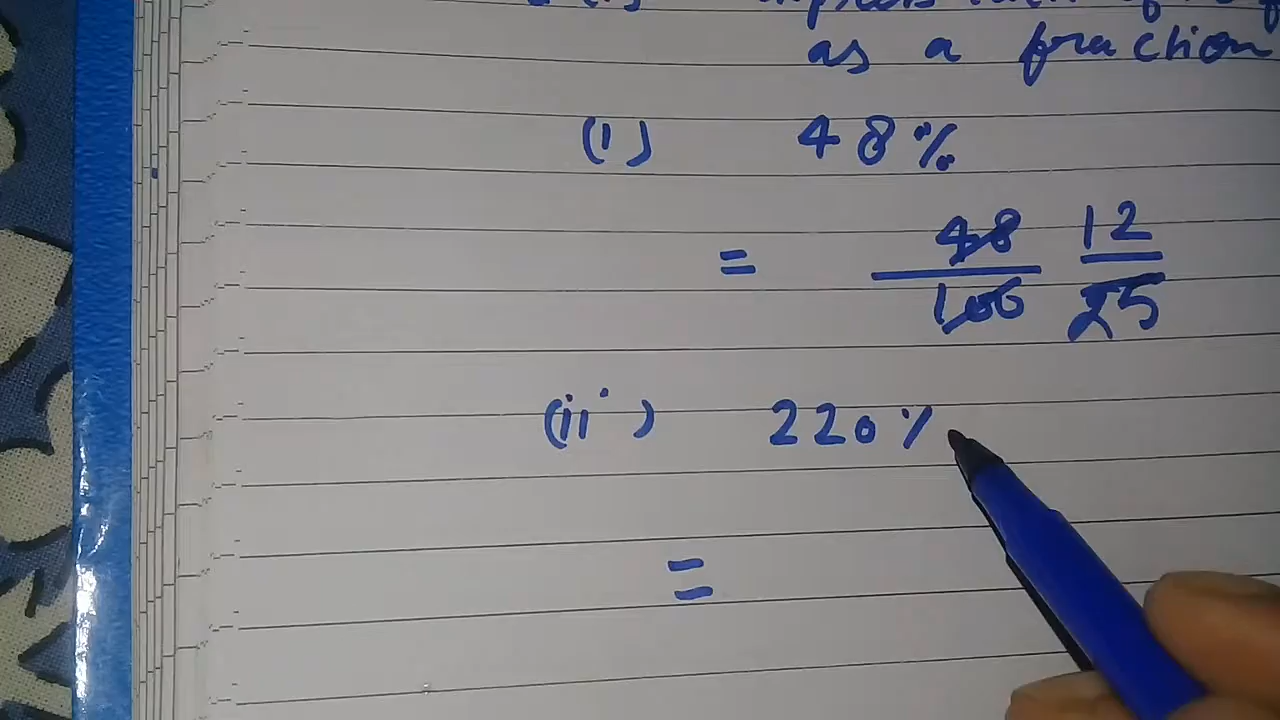 as a fraction
(i) 48%
= 48/100 12/25
(ii) 220%
=